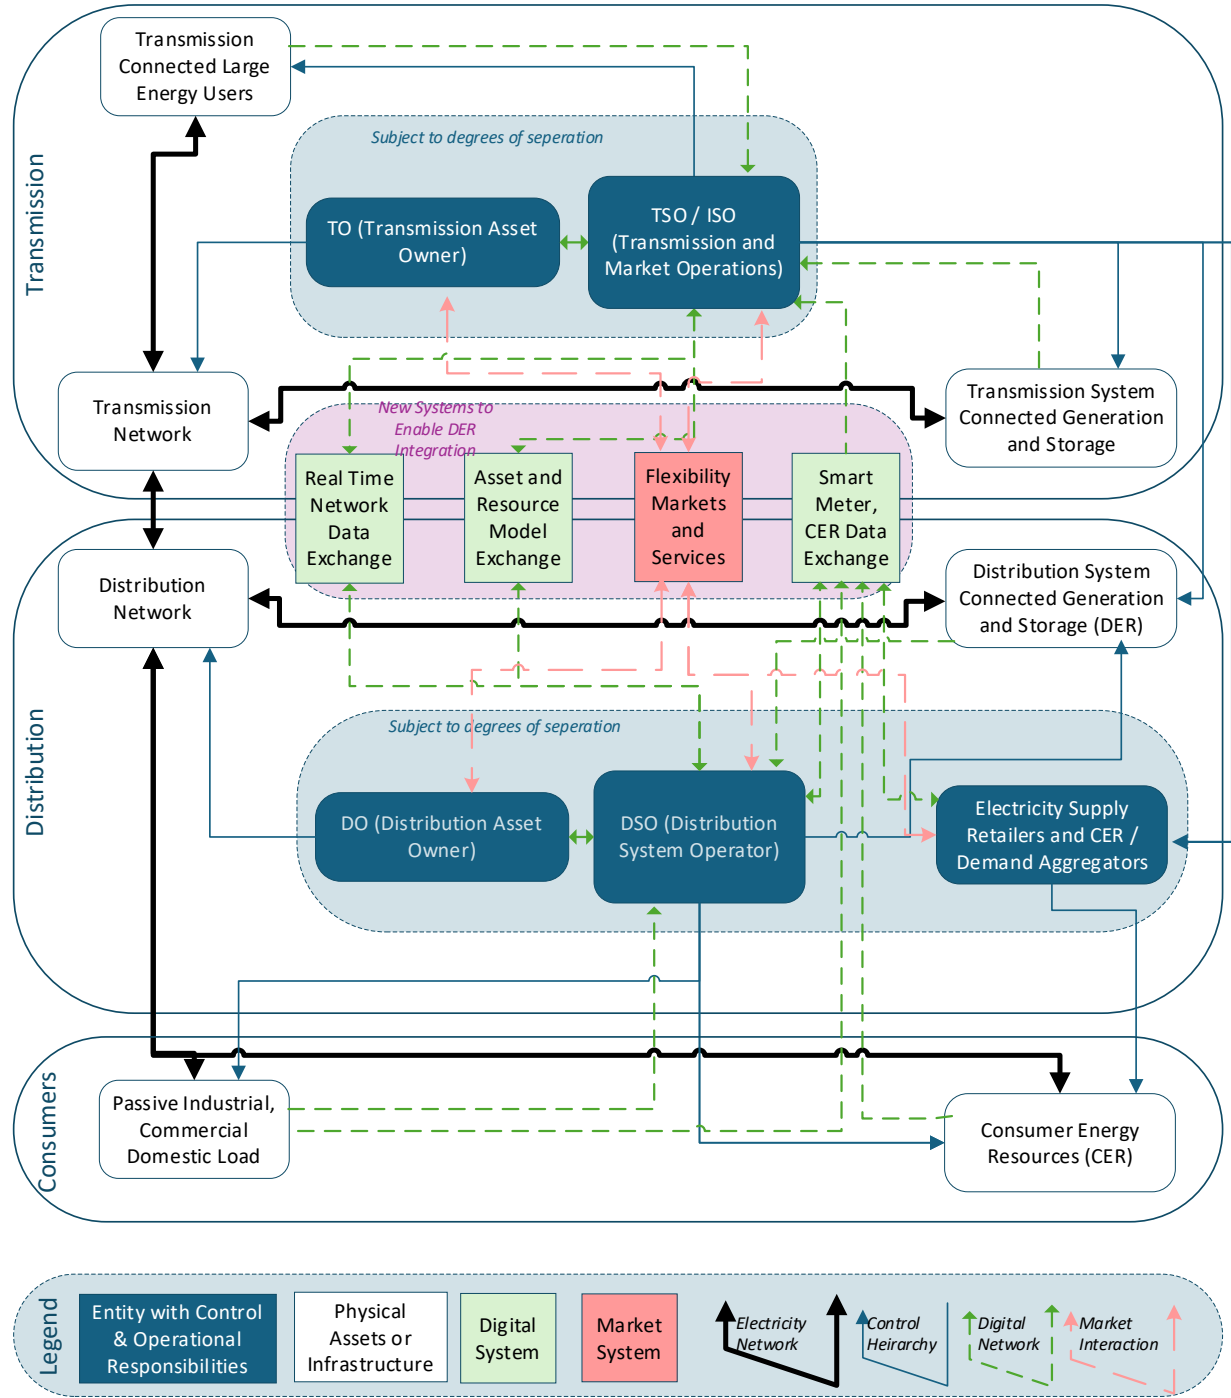 Transmission
Transmission
Connected Large
Energy Users
Subject to degrees of seperation
TO (Transmission Asset
Owner)
TSO / ISO
(Transmission and
Market Operations)
Transmission
Network
Transmission System
Connected Generation
and Storage
New Systems to
Enable DER
Integration
Real Time
Network
Data
Exchange
Asset and
Resource
Model
Exchange
Flexibility
Markets
and
Services
Smart
Meter,
CER Data
Exchange
Distribution
Distribution
Network
Distribution System
Connected Generation
and Storage (DER)
Subject to degrees of seperation
DO (Distribution Asset
Owner)
DSO (Distribution
System Operator)
Electricity Supply
Retailers and CER /
Demand Aggregators
Consumers
Passive Industrial,
Commercial
Domestic Load
Consumer Energy
Resources (CER)
Legend
Entity with Control
& Operational
Responsibilities
Physical
Assets or
Infrastructure
Digital
System
Market
System
Electricity
Network
Control
Heirarchy
Digital
Network
Market
Interaction